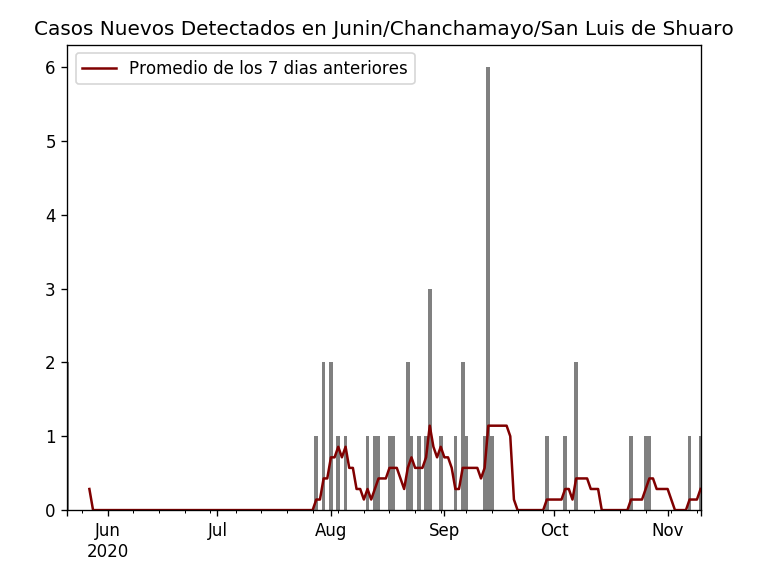 Casos Nuevos Detectados en Junin/Chanchamayo/San Luis de Shuaro
Promedio de los 7 dias anteriores
6
5
4
3
2
1
0
Jun Jul Aug Sep Oct Nov
2020